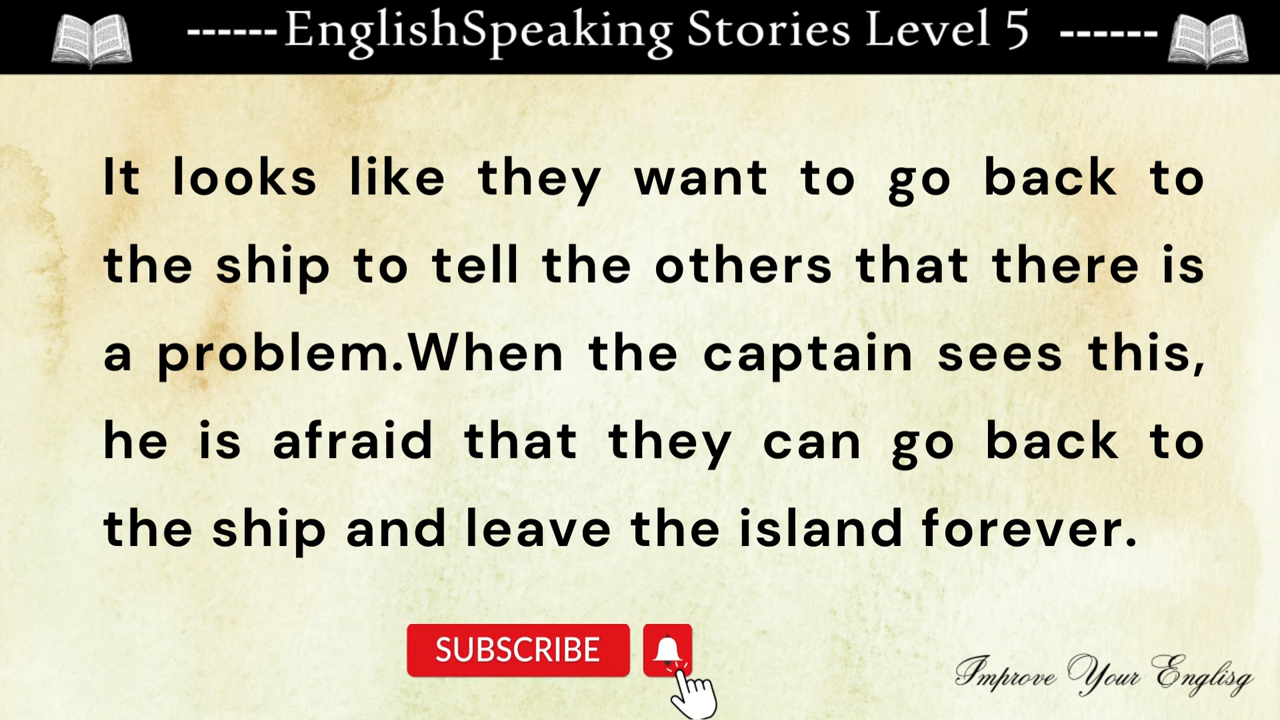 ------EnglishSpeaking Stories Level 5 ------
It looks like they want to go back to
the ship to tell the others that there is
a problem.When the captain sees this,
he is afraid that they can go back to
the ship and leave the island forever.
SUBSCRIBE
Improve Your Englisg